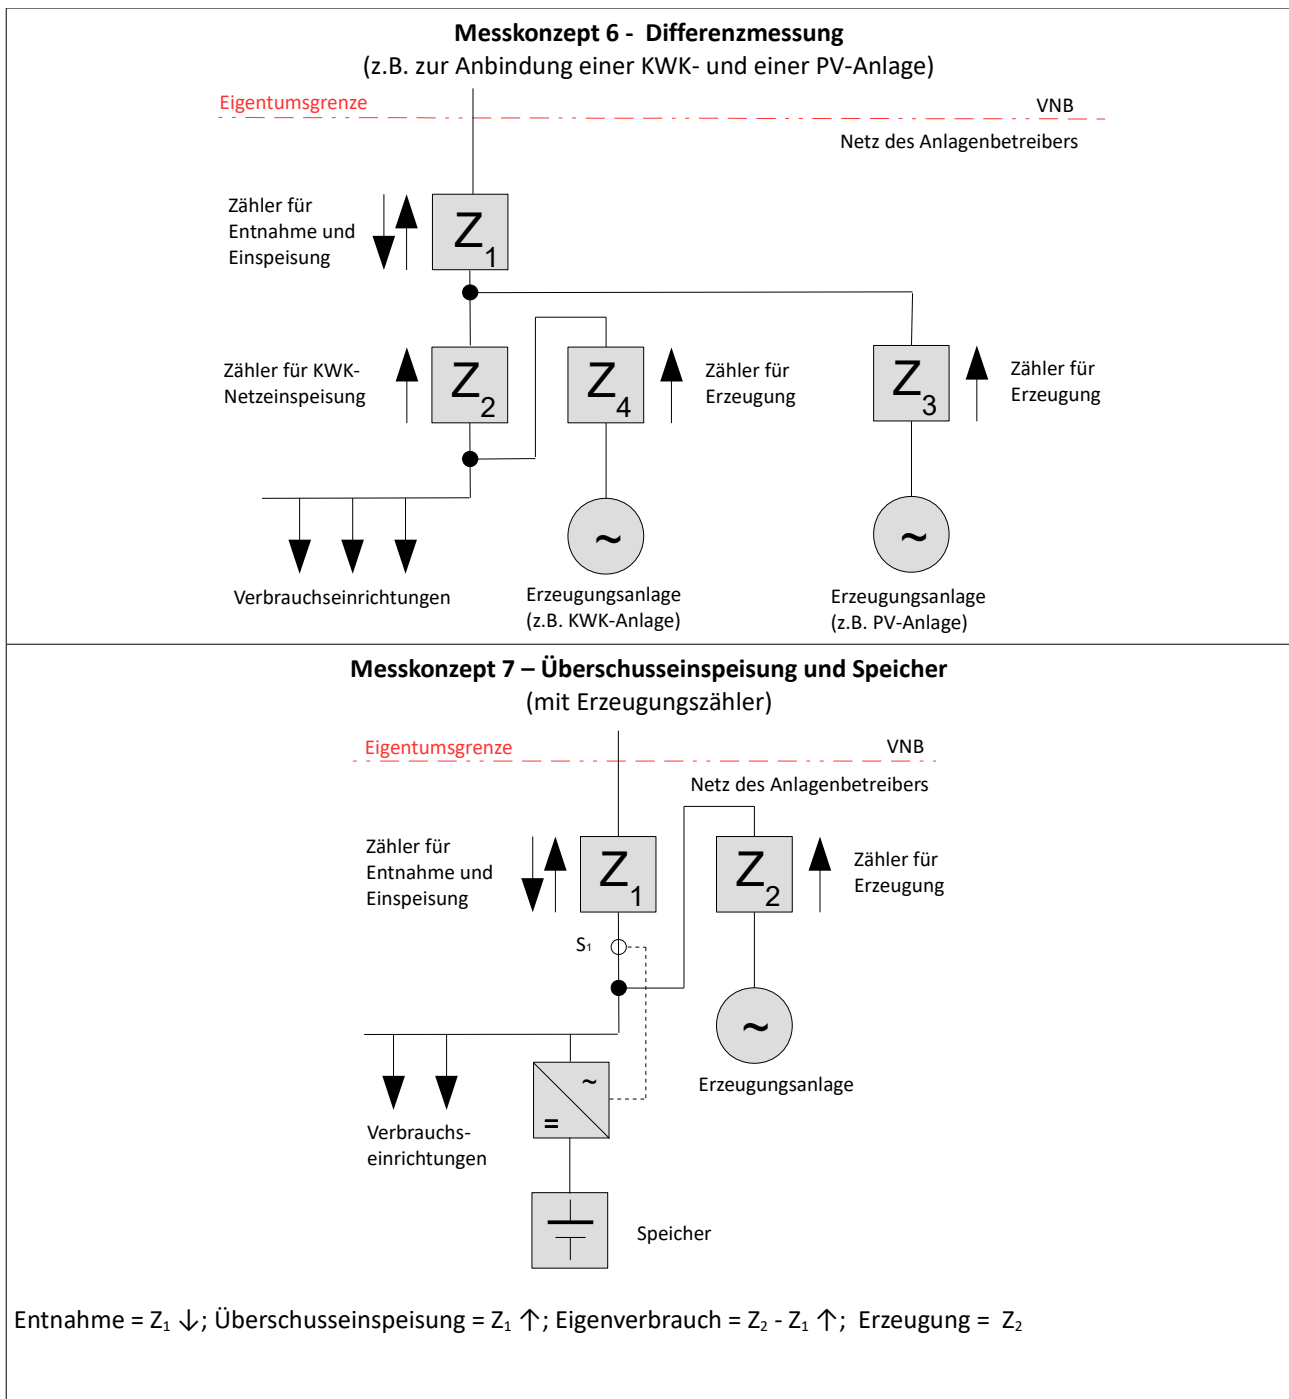 Messkonzept 6 - Differenzmessung
(z.B. zur Anbindung einer KWK- und einer PV-Anlage)
Eigentumsgrenze
VNB
Netz des Anlagenbetreibers
Zähler für
Entnahme und
Einspeisung
Z1
Zähler für KWK-
Netzeinspeisung
Z2
Z4
Zähler für
Erzeugung
Z3
Zähler für
Erzeugung
~
~
Verbrauchseinrichtungen
Erzeugungsanlage
(z.B. KWK-Anlage)
Erzeugungsanlage
(z.B. PV-Anlage)
Messkonzept 7 – Überschusseinspeisung und Speicher
(mit Erzeugungszähler)
Eigentumsgrenze
VNB
Netz des Anlagenbetreibers
Zähler für
Entnahme und
Einspeisung
Z1
Z2
Zähler für
Erzeugung
S1
~
~
=
Erzeugungsanlage
Verbrauchs-
einrichtungen
Speicher
Entnahme = Z₁ ↓; Überschusseinspeisung = Z₁ ↑; Eigenverbrauch = Z₂ - Z₁ ↑; Erzeugung = Z₂